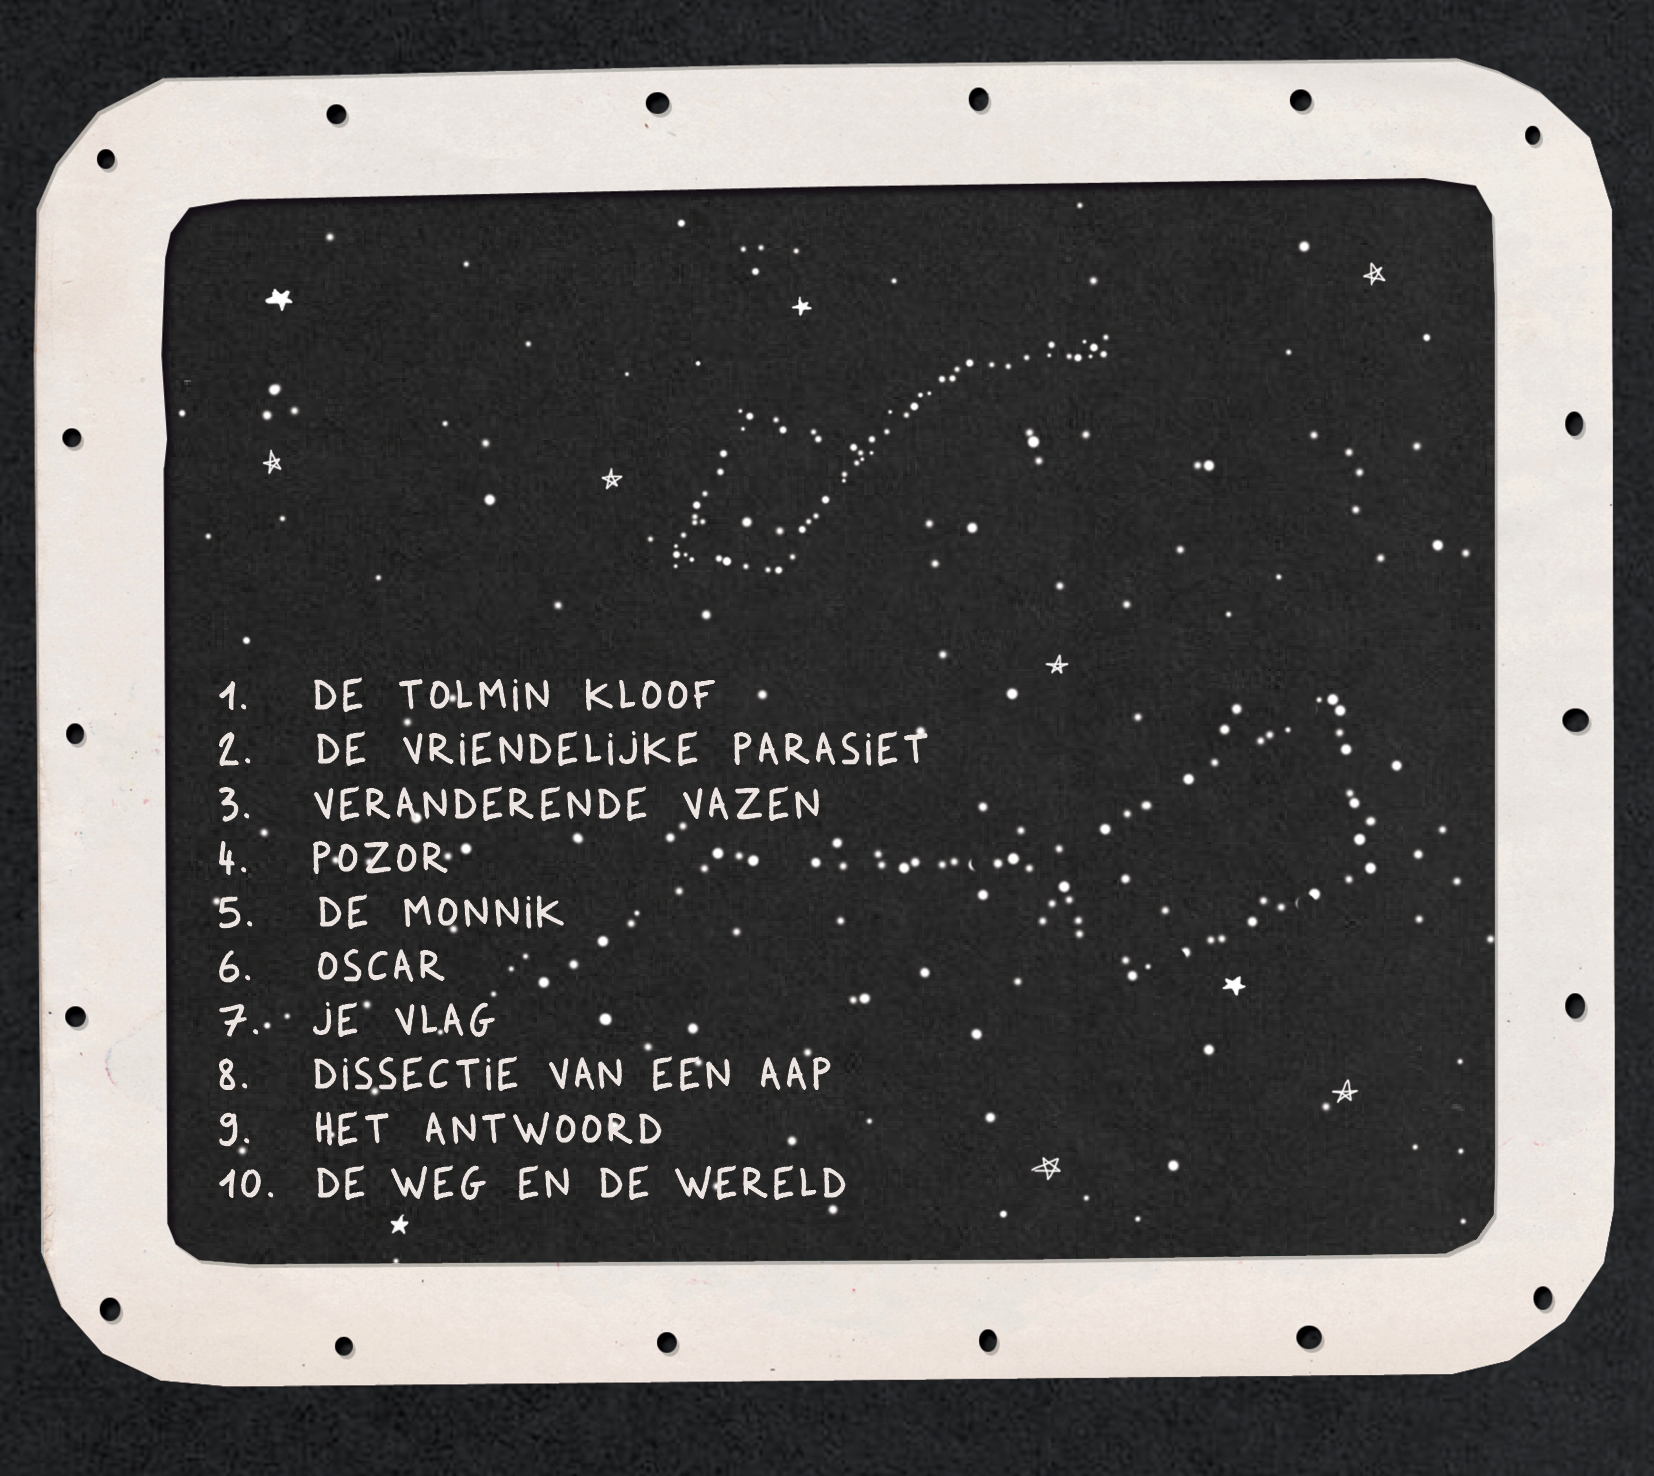 1. DE TOLMiN KLOOF
2. DE VRiENDELijKE PARASiET
3. VERANDERENDE VAZEN
4. POZOR
5. DE MONNiK
6. OSCAR
7. jE VLAG
8. DiSSECTiE VAN EEN AAP
9. HET ANTWOORD
10. DE WEG EN DE WERELD